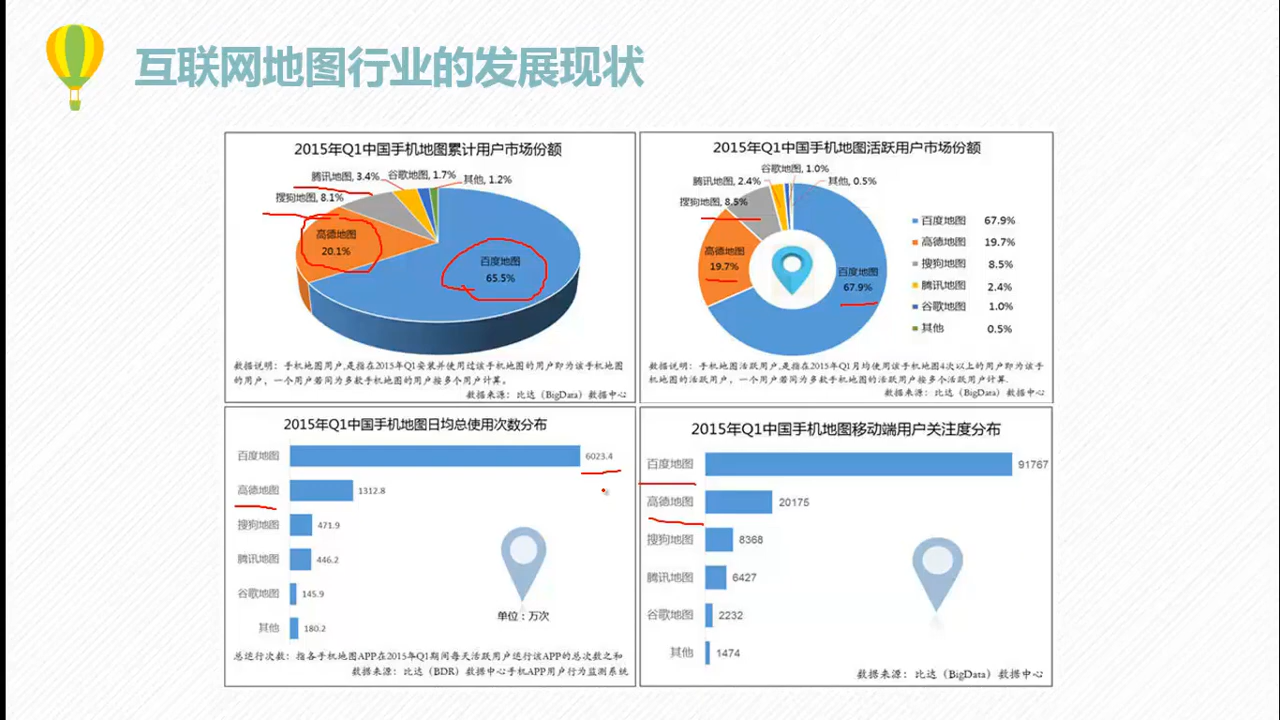 互联网地图行业的发展现状
2015年Q1中国手机地图累计用户市场份额
腾讯地图, 3.4%
谷歌地图, 1.7%
其他, 1.2%
搜狗地图, 8.1%
高德地图
20.1%
百度地图
65.5%
数据说明：手机地图用户,是指在2015年Q1安装并使用过该手机地图的用户即为该手机地图
的用户，一个用户若同为多款手机地图的用户按多个用户计算。
数据来源：比达（BigData）数据中心
2015年Q1中国手机地图活跃用户市场份额
谷歌地图, 1.0%
腾讯地图, 2.4%
其他, 0.5%
搜狗地图, 8.5%
高德地图
19.7%
百度地图
67.9%
百度地图 67.9%
高德地图 19.7%
搜狗地图 8.5%
腾讯地图 2.4%
谷歌地图 1.0%
其他 0.5%
数据说明：手机地图活跃用户,是指在2015年Q1月均使用该手机地图4次以上的用户即为该手
机地图的活跃用户，一个用户若同为多款手机地图的活跃用户按多个活跃用户计算.
数据来源：比达（BigData）数据中心
2015年Q1中国手机地图日均总使用次数分布
百度地图 6023.4
高德地图 1312.8
搜狗地图 471.9
腾讯地图 446.2
谷歌地图 145.9
其他 180.2
单位：万次
总运行次数：指各手机地图APP在2015年Q1期间每天活跃用户运行该APP的总次数之和
数据来源：比达（BDR）数据中心手机APP用户行为监测系统
2015年Q1中国手机地图移动端用户关注度分布
百度地图 91767
高德地图 20175
搜狗地图 8368
腾讯地图 6427
谷歌地图 2232
其他 1474
数据来源：比达（BigData）数据中心